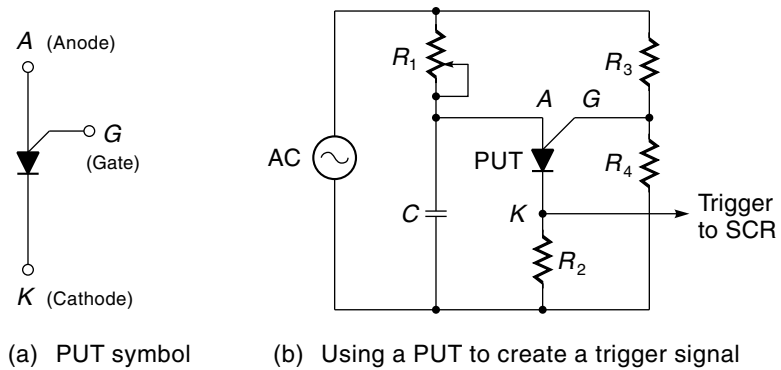 A (Anode)
G
(Gate)
K (Cathode)
(a) PUT symbol
R1
R3
A G
AC
PUT
R4
C
K
Trigger
to SCR
R2
(b) Using a PUT to create a trigger signal